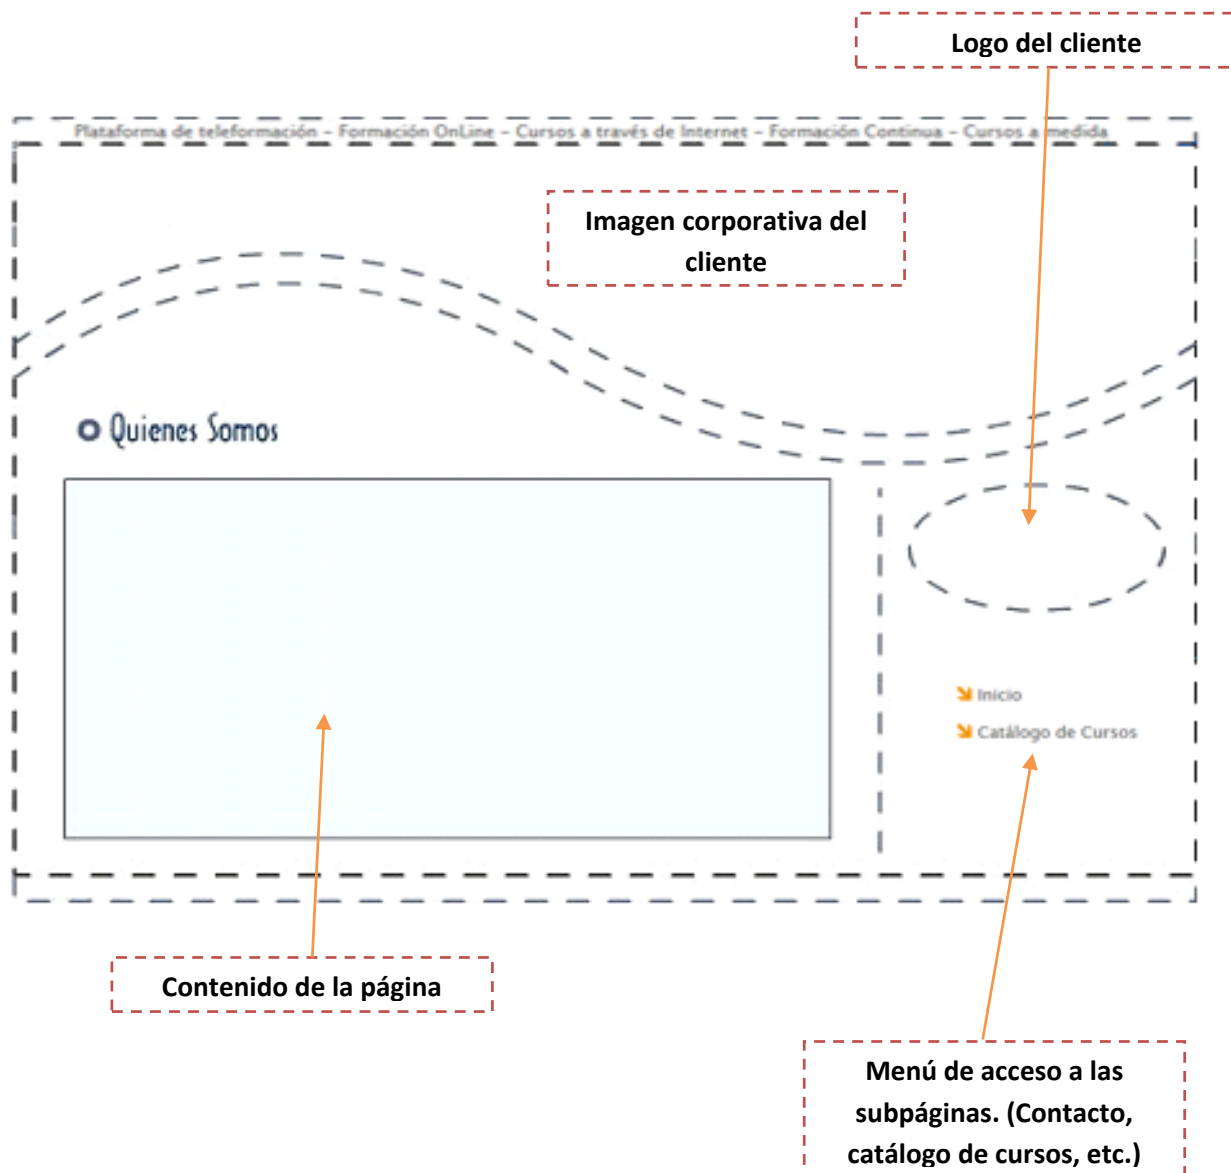 Logo del cliente
Plataforma de teleformación – Formación OnLine – Cursos a través de Internet – Formación Continua – Cursos a medida
Imagen corporativa del
cliente
Quienes Somos
Inicio
Catálogo de Cursos
Contenido de la página
Menú de acceso a las
subpáginas. (Contacto,
catálogo de cursos, etc.)